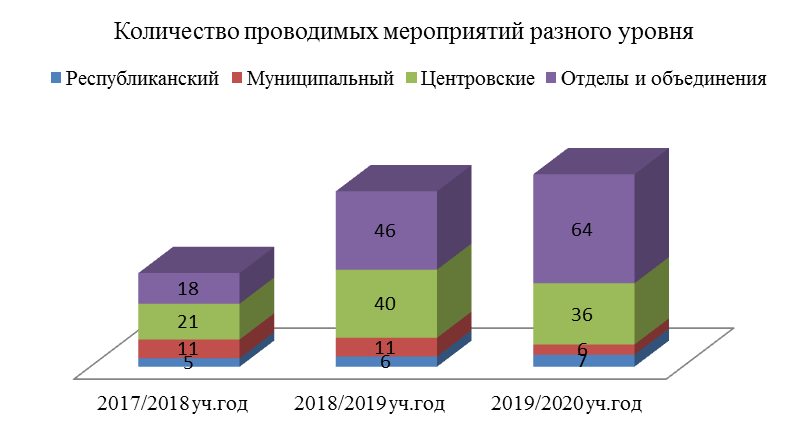 Количество проводимых мероприятий разного уровня
Республиканский Муниципальный Центровские Отделы и объединения
18 46 64
21 40 36
11 11 6
5 6 7
2017/2018 уч.год 2018/2019 уч.год 2019/2020 уч.год